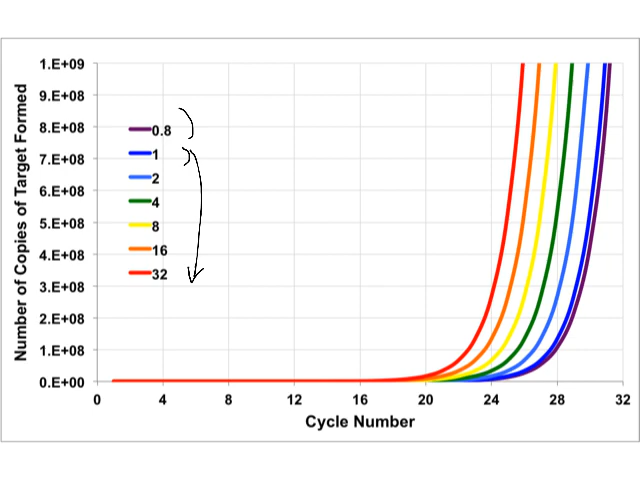 1.E+09
9.E+08
8.E+08
7.E+08
6.E+08
5.E+08
4.E+08
3.E+08
2.E+08
1.E+08
0.E+00
Number of Copies of Target Formed
0.8
1
2
4
8
16
32
0 4 8 12 16 20 24 28 32
Cycle Number